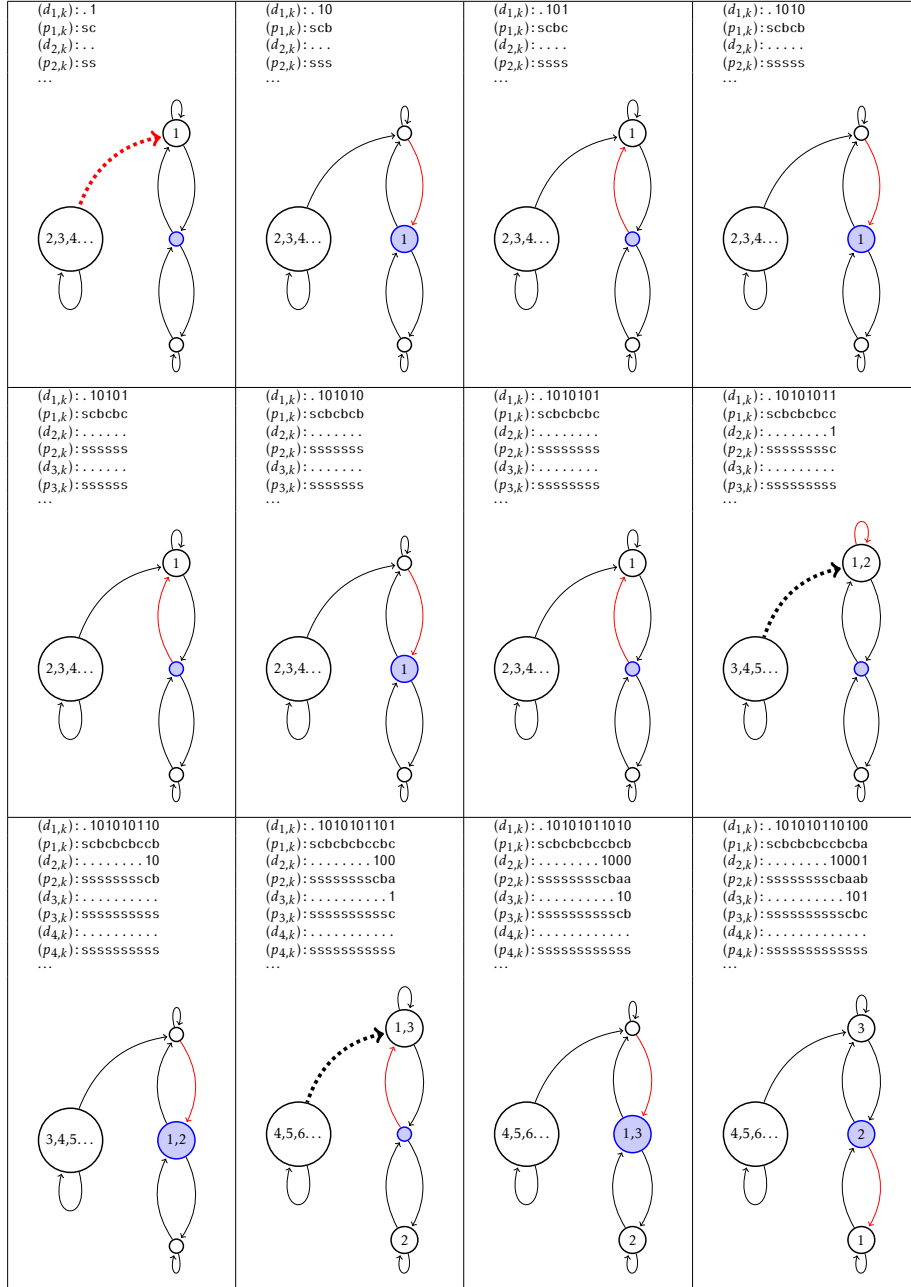 (d1,k):.1
(p1,k):sc
(d2,k):..
(p2,k):ss
...
1
2,3,4...
(d1,k):.10
(p1,k):scb
(d2,k):...
(p2,k):sss
...
2,3,4...
1
(d1,k):.101
(p1,k):scbc
(d2,k):....
(p2,k):ssss
...
1
2,3,4...
(d1,k):.1010
(p1,k):scbcb
(d2,k):.....
(p2,k):sssss
...
2,3,4...
1
(d1,k):.10101
(p1,k):scbcbc
(d2,k):......
(p2,k):ssssss
(d3,k):......
(p3,k):ssssss
...
1
2,3,4...
(d1,k):.101010
(p1,k):scbcbcb
(d2,k):.......
(p2,k):sssssss
(d3,k):.......
(p3,k):sssssss
...
2,3,4...
1
(d1,k):.1010101
(p1,k):scbcbcbc
(d2,k):........
(p2,k):ssssssss
(d3,k):........
(p3,k):ssssssss
...
1
2,3,4...
(d1,k):.10101011
(p1,k):scbcbcbcc
(d2,k):........1
(p2,k):ssssssssc
(d3,k):.........
(p3,k):sssssssss
...
1,2
3,4,5...
(d1,k):.101010110
(p1,k):scbcbcbccb
(d2,k):........10
(p2,k):sssssssscb
(d3,k):..........
(p3,k):ssssssssss
(d4,k):..........
(p4,k):ssssssssss
...
3,4,5...
1,2
(d1,k):.1010101101
(p1,k):scbcbcbccbc
(d2,k):........100
(p2,k):sssssssscba
(d3,k):..........1
(p3,k):ssssssssssc
(d4,k):...........
(p4,k):sssssssssss
...
1,3
4,5,6...
2
(d1,k):.10101011010
(p1,k):scbcbcbccbcb
(d2,k):........1000
(p2,k):sssssssscbaa
(d3,k):..........10
(p3,k):sssssssssscb
(d4,k):............
(p4,k):ssssssssssss
...
4,5,6...
1,3
2
(d1,k):.101010110100
(p1,k):scbcbcbccbcba
(d2,k):........10001
(p2,k):sssssssscbaab
(d3,k):..........101
(p3,k):sssssssssscbc
(d4,k):.............
(p4,k):sssssssssssss
...
3
4,5,6...
2
1